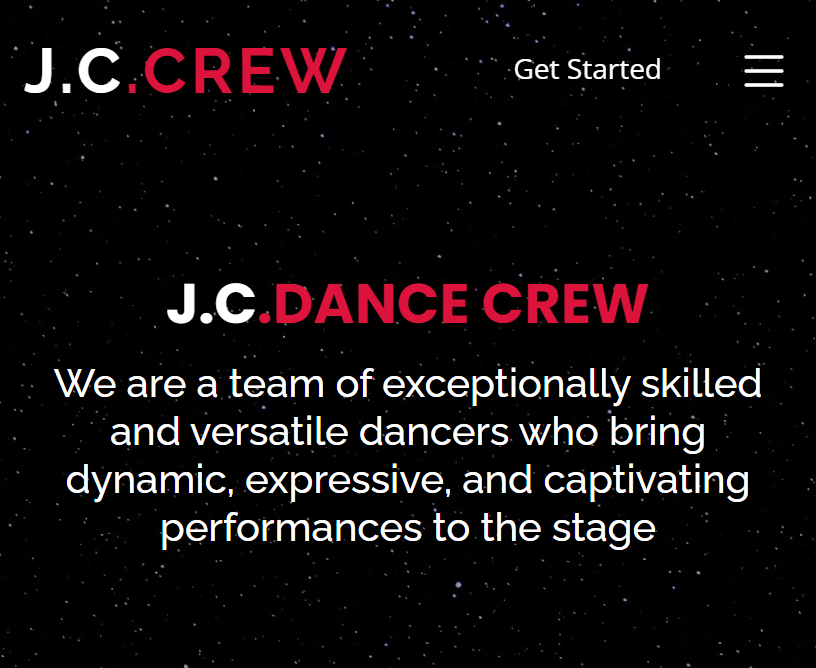 J.C.CREW
Get Started
J.C.DANCE CREW
We are a team of exceptionally skilled
and versatile dancers who bring
dynamic, expressive, and captivating
performances to the stage